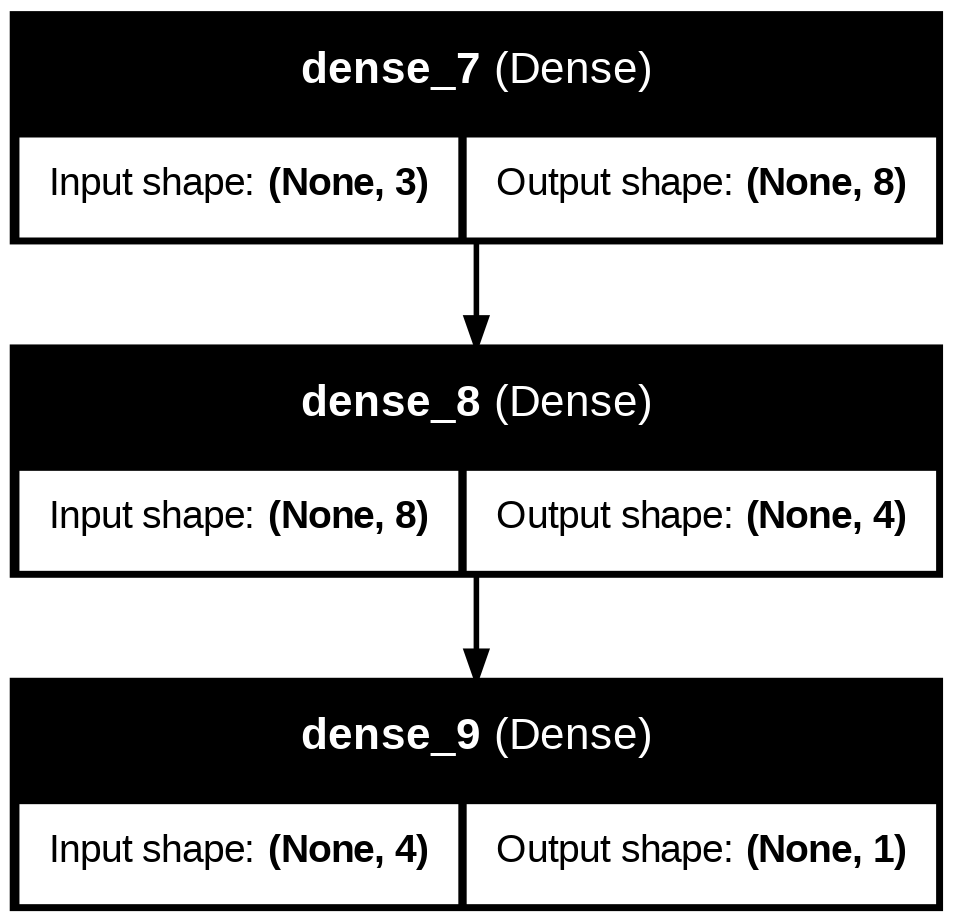 dense_7 (Dense)
Input shape: (None, 3) Output shape: (None, 8)
dense_8 (Dense)
Input shape: (None, 8) Output shape: (None, 4)
dense_9 (Dense)
Input shape: (None, 4) Output shape: (None, 1)